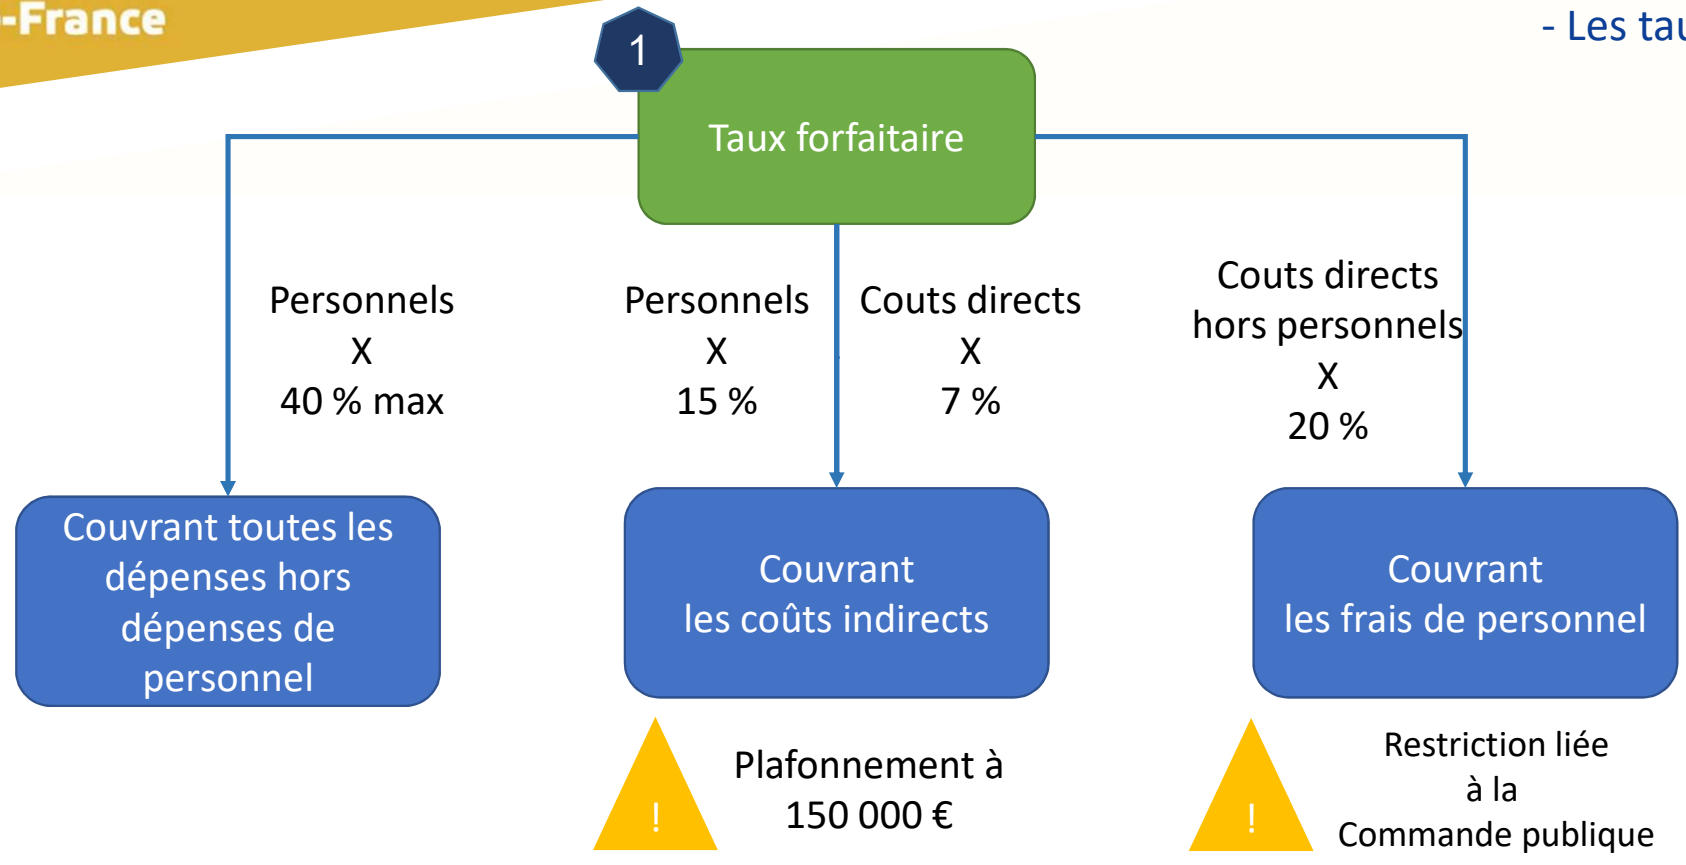 -France
- Les tau
1
Taux forfaitaire
Personnels
X
40 % max
Personnels
X
15 %
Couts directs
X
7 %
Couts directs
hors personnels
X
20 %
Couvrant toutes les
dépenses hors
dépenses de
personnel
Couvrant
les coûts indirects
Couvrant
les frais de personnel
!
Plafonnement à
150 000 €
!
Restriction liée
à la
Commande publique